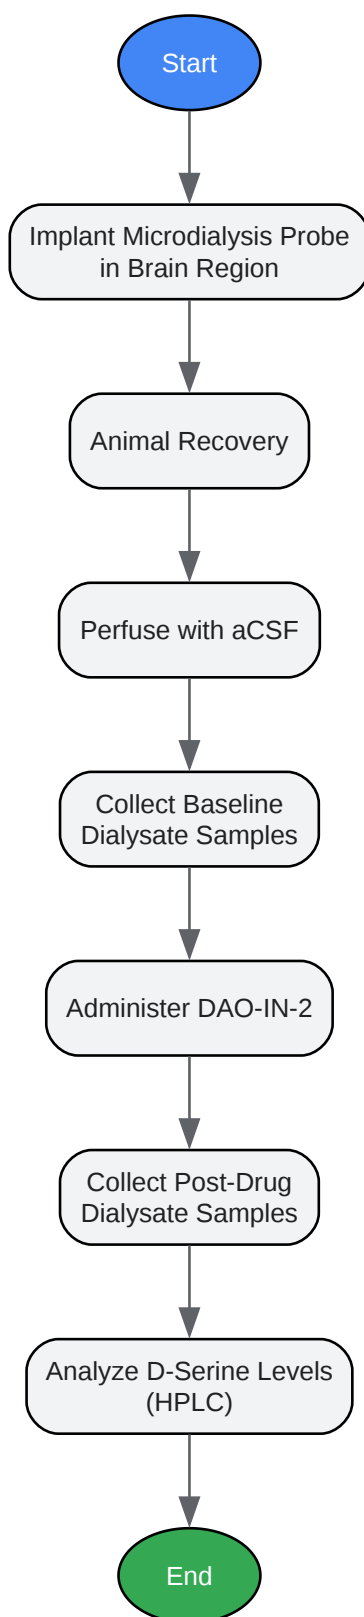 Start
Implant Microdialysis Probe
in Brain Region
Animal Recovery
Perfuse with aCSF
Collect Baseline
Dialysate Samples
Administer DAO-IN-2
Collect Post-Drug
Dialysate Samples
Analyze D-Serine Levels
(HPLC)
End